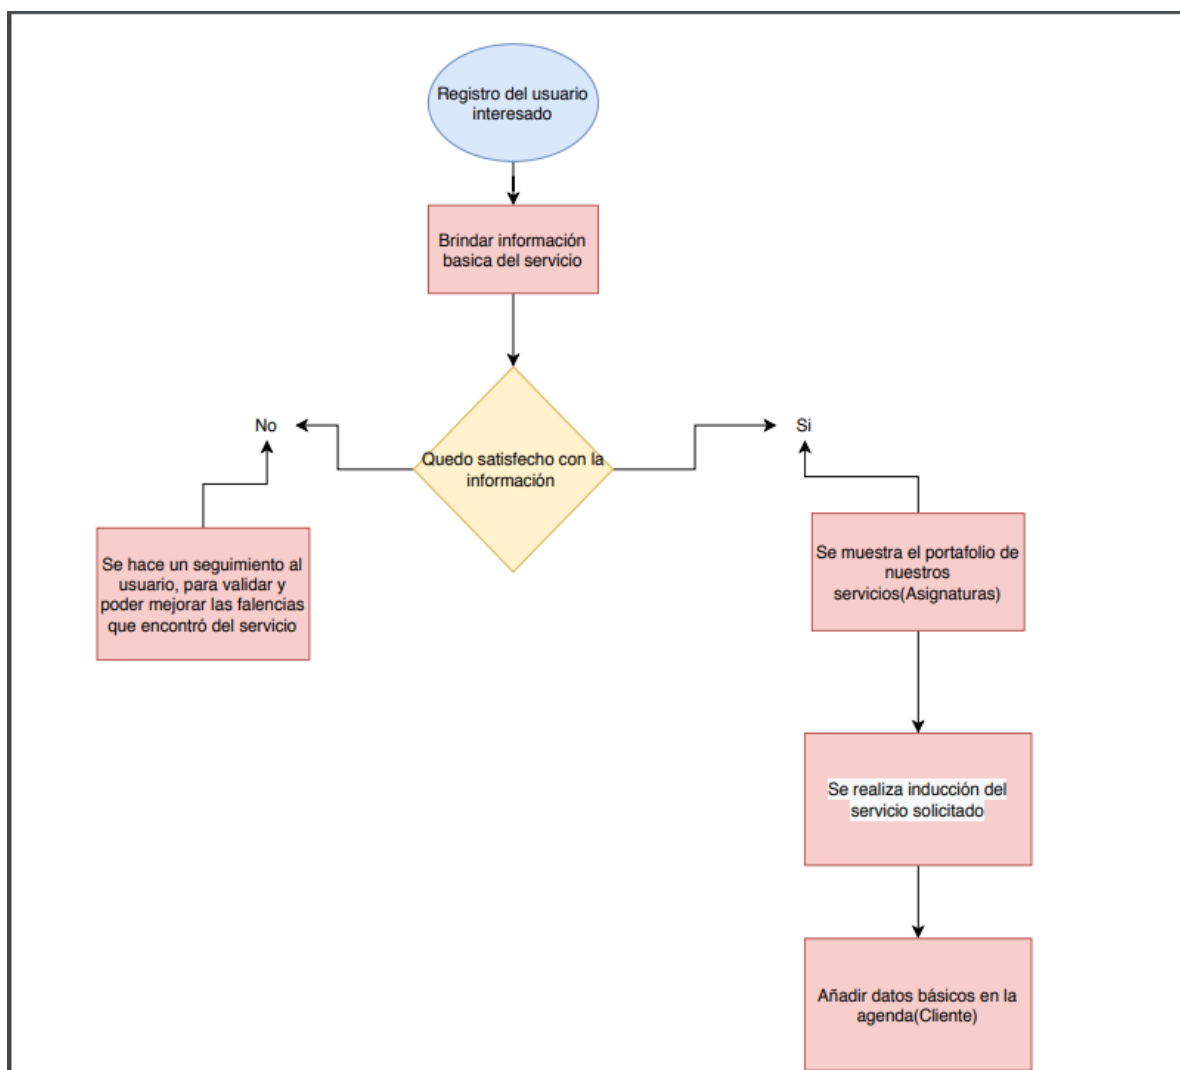 Registro del usuario
interesado
Brindar información
basica del servicio
No
Si
Quedo satisfecho con la
información
Se hace un seguimiento al
usuario, para validar y
poder mejorar las falencias
que encontró del servicio
Se muestra el portafolio de
nuestros
servicios(Asignaturas)
Se realiza inducción del
servicio solicitado
Añadir datos básicos en la
agenda(Cliente)